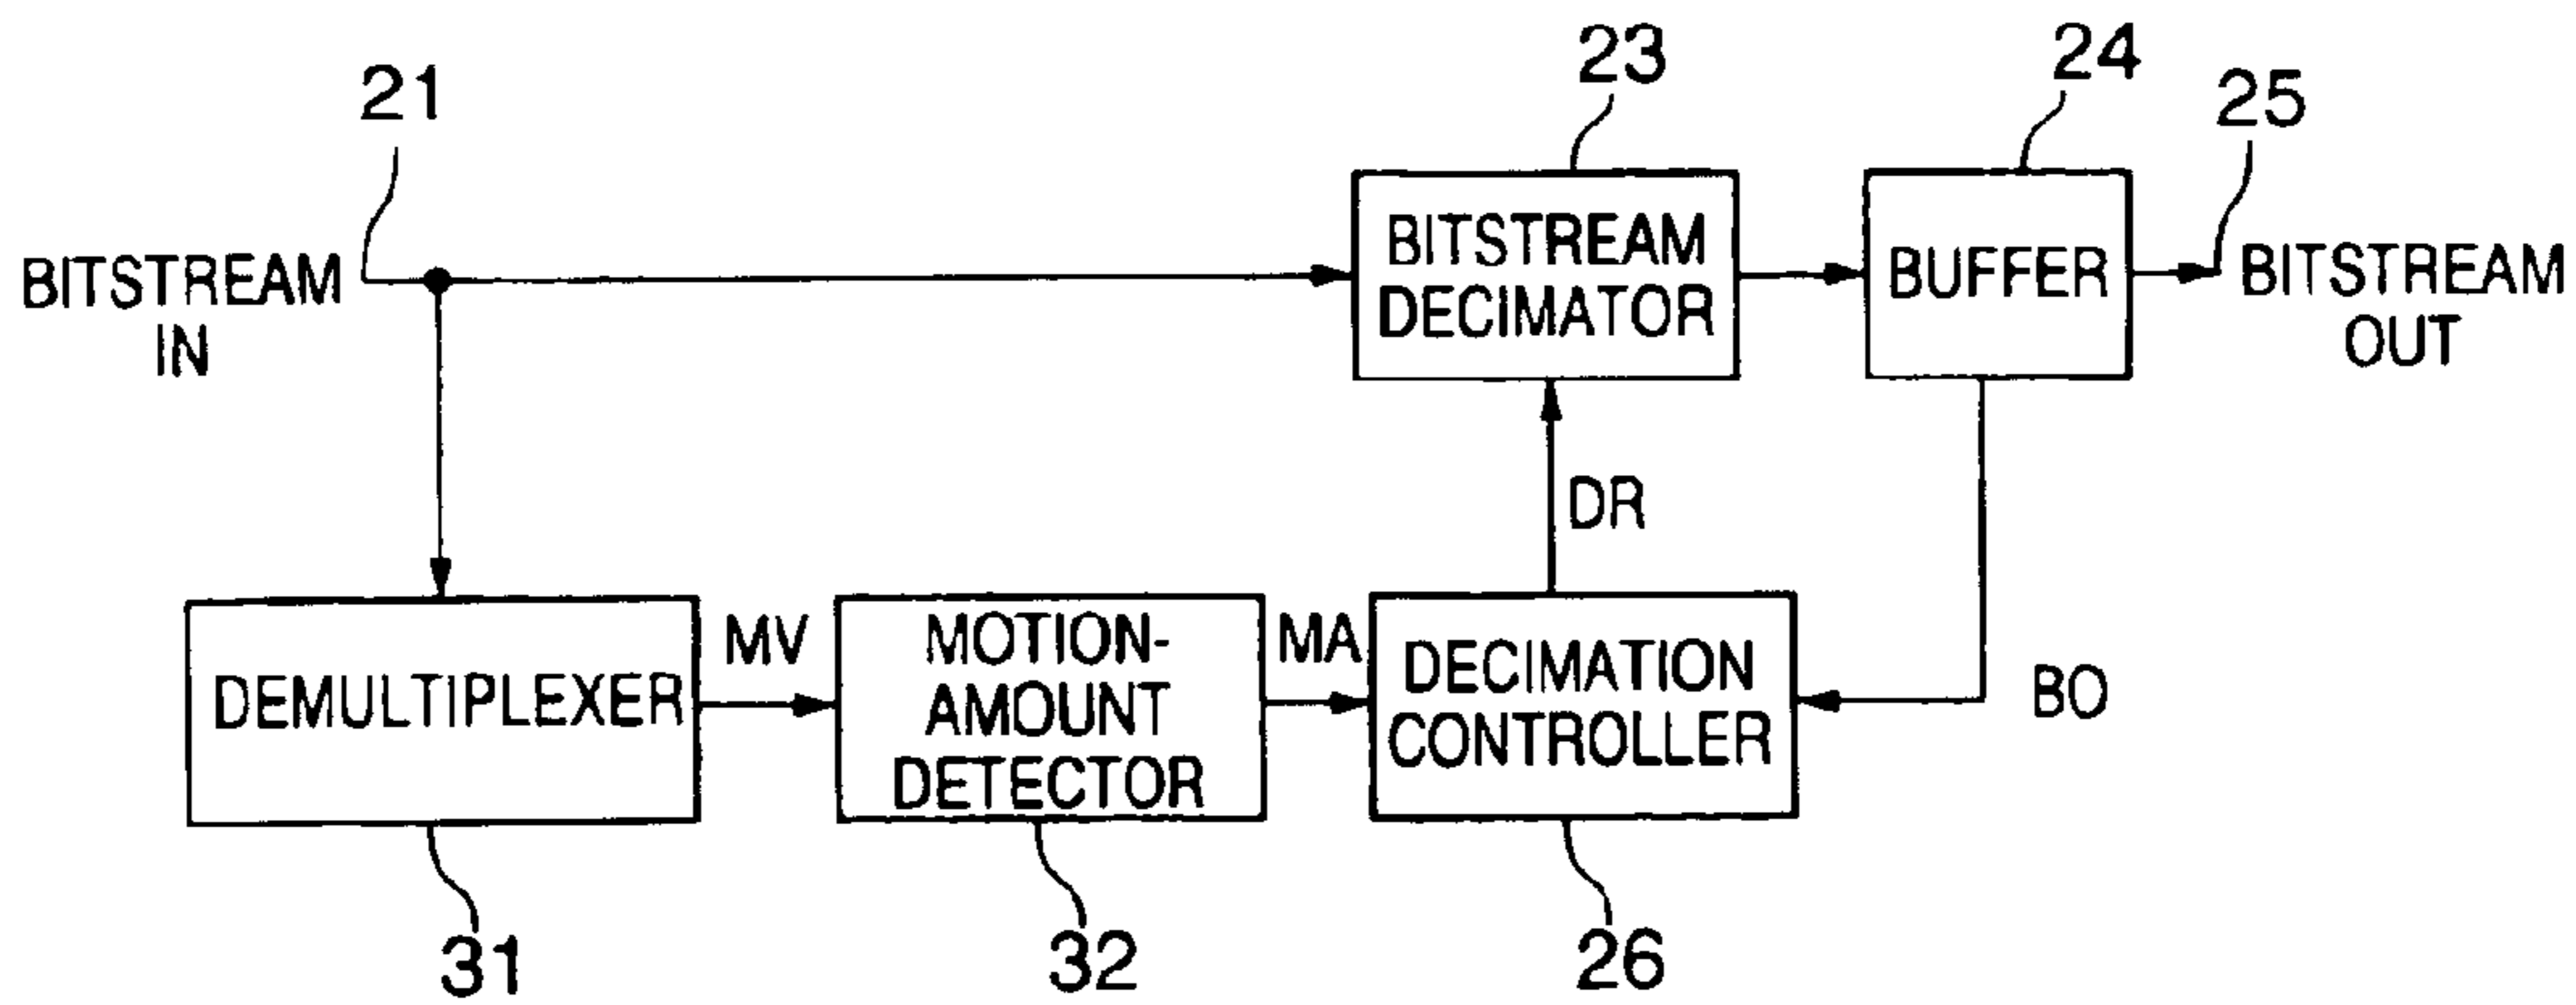 21
23
24
25
BITSTREAM
IN
BITSTREAM
DECIMATOR
BUFFER
BITSTREAM
OUT
DR
DEMULTIPLEXER
MV
MOTION-
AMOUNT
DETECTOR
MA
DECIMATION
CONTROLLER
BO
31
32
26